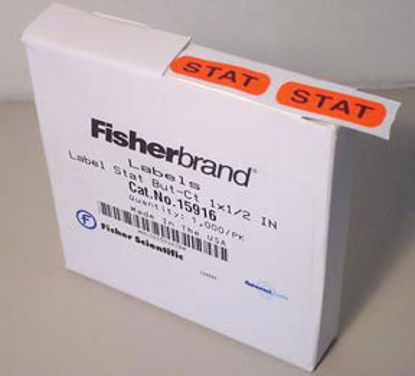 STAT STAT
Fisherbrand®
Labels
Label Stat But-Ct 1x1/2 IN
Cat.No.15916
Quantity: 1,000/PK
Made In The USA
F Fisher Scientific